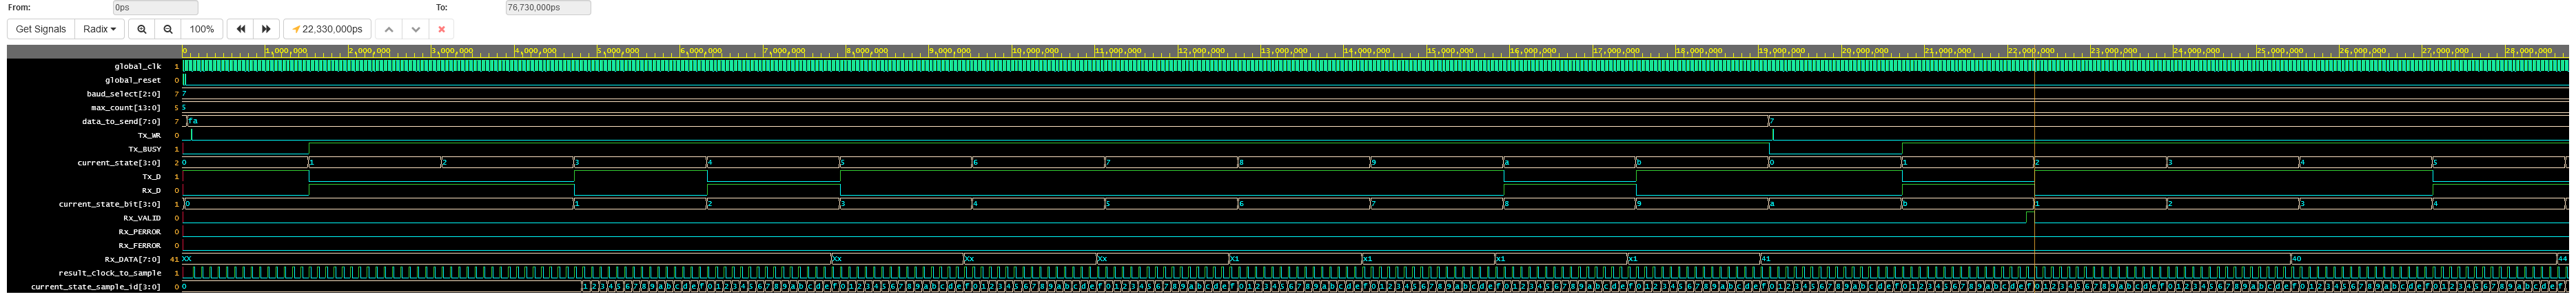 From: 0ps To: 76,730,000ps
Get Signals Radix 100% 22,330,000ps
0 1,000,000 2,000,000 3,000,000 4,000,000 5,000,000 6,000,000 7,000,000 8,000,000 9,000,000 10,000,000 11,000,000 12,000,000 13,000,000 14,000,000 15,000,000 16,000,000 17,000,000 18,000,000 19,000,000 20,000,000 21,000,000 22,000,000 23,000,000 24,000,000 25,000,000 26,000,000 27,000,000 28,000,000
global_clk 1
global_reset 0
baud_select[2:0] 7 7
max_count[13:0] 5 5
data_to_send[7:0] 7 fa 7
Tx_WR 0
Tx_BUSY 1
current_state[3:0] 2 0 1 2 3 4 5 6 7 8 9 a b 0 1 2 3 4 5
Tx_D 1
Rx_D 0
current_state_bit[3:0] 1 0 1 2 3 4 5 6 7 8 9 a b 1 2 3 4
Rx_VALID 0
Rx_PERROR 0
Rx_FERROR 0
Rx_DATA[7:0] 41 XX Xx Xx Xx X1 x1 x1 x1 41 40 44
result_clock_to_sample 1
current_state_sample_id[3:0] 0 0